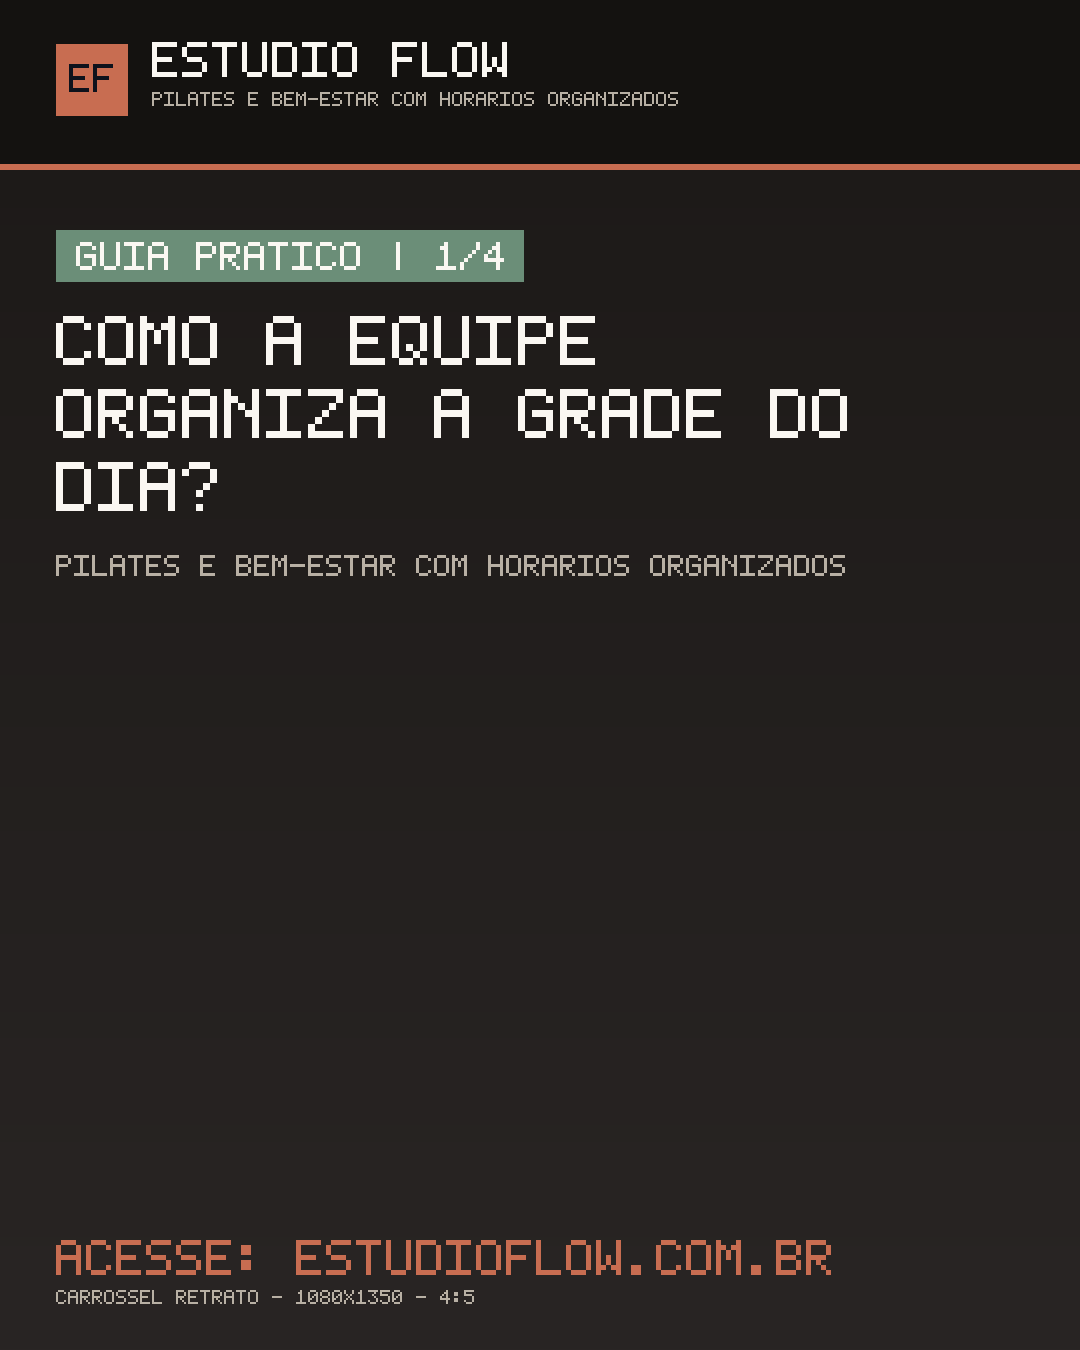 EF
ESTUDIO FLOW
PILATES E BEM-ESTAR COM HORARIOS ORGANIZADOS
GUIA PRATICO | 1/4
COMO A EQUIPE
ORGANIZA A GRADE DO
DIA?
PILATES E BEM-ESTAR COM HORARIOS ORGANIZADOS
ACESSE: ESTUDIOFLOW.COM.BR
CARROSSEL RETRATO - 1080X1350 - 4:5